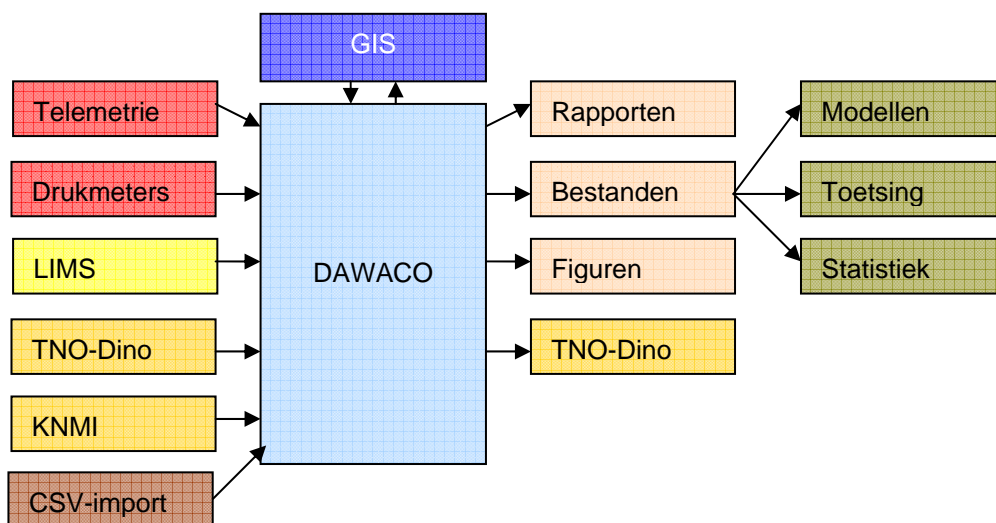 GIS
Telemetrie
Rapporten
Modellen
Drukmeters
Bestanden
Toetsing
LIMS
DAWACO
Figuren
Statistiek
TNO-Dino
TNO-Dino
KNMI
CSV-import